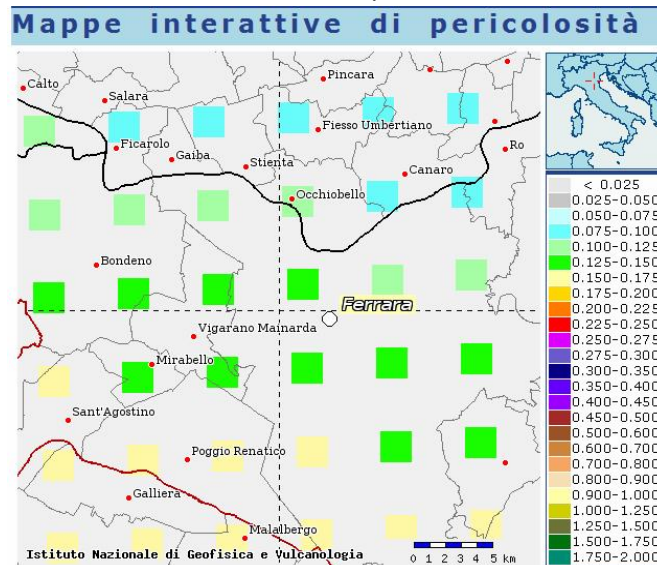 Mappe interattive di pericolosità
Calto
Salara
Pincara
Ficarolo
Fiesso Umbertiano
Gaiba
Stienta
Canaro
Ro
Occhiobello
Bondeno
Ferrara
Vigarano Mainarda
Mirabello
Sant'Agostino
Poggio Renatico
Galliera
Malalbergo
Istituto Nazionale di Geofisica e Vulcanologia
0 1 2 3 4 5 km
< 0.025
0.025-0.050
0.050-0.075
0.075-0.100
0.100-0.125
0.125-0.150
0.150-0.175
0.175-0.200
0.200-0.225
0.225-0.250
0.250-0.275
0.275-0.300
0.300-0.350
0.350-0.400
0.400-0.450
0.450-0.500
0.500-0.600
0.600-0.700
0.700-0.800
0.800-0.900
0.900-1.000
1.000-1.250
1.250-1.500
1.500-1.750
1.750-2.000